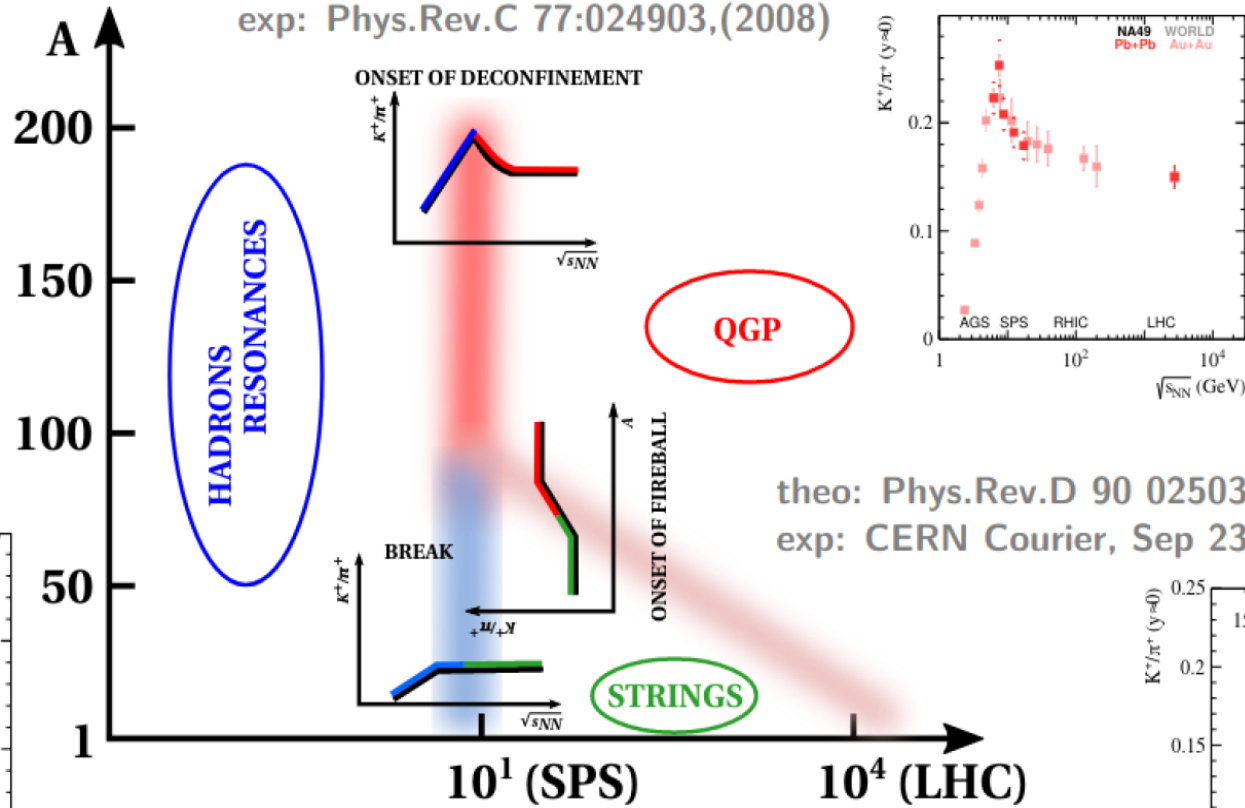 exp: Phys.Rev.C 77:024903,(2008)
A
200
150
100
50
1
ONSET OF DECONFINEMENT
K⁺/π⁺
√sNN
HADRONS
RESONANCES
QGP
K⁺/π⁺ (y≈0)
NA49 WORLD
Pb+Pb Au+Au
0.2
0.1
0
AGS SPS RHIC LHC
1 10² 10⁴
√sNN (GeV)
A
K⁺/π⁺
ONSET OF FIREBALL
theo: Phys.Rev.D 90 02503
exp: CERN Courier, Sep 23
BREAK
K⁺/π⁺
√sNN
STRINGS
10¹ (SPS)
10⁴ (LHC)
K⁺/π⁺ (y≈0)
0.25
0.2
0.15